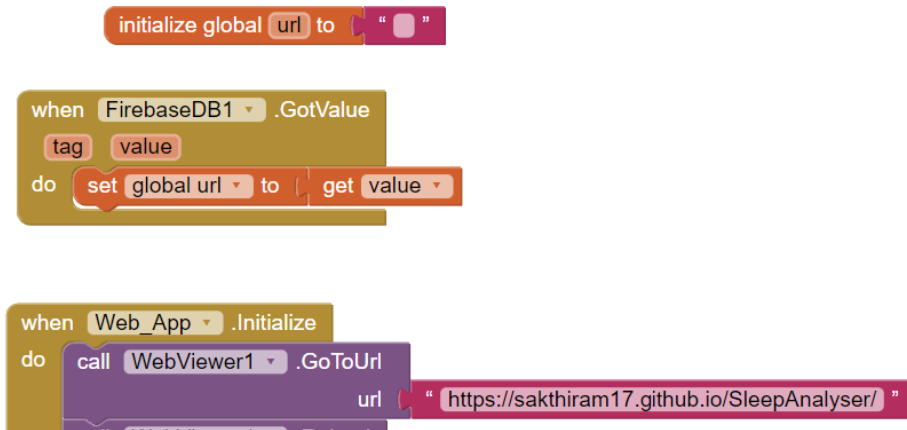 initialize global url to " "
when FirebaseDB1 .GotValue
tag value
do set global url to get value
when Web_App .Initialize
do call WebViewer1 .GoToUrl
url " https://sakthiram17.github.io/SleepAnalyser/ "